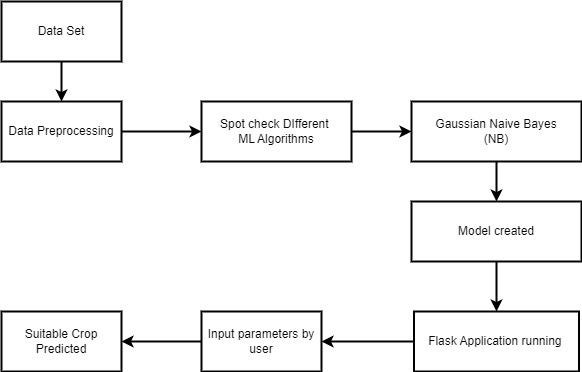 Data Set
Data Preprocessing
Spot check DIfferent
ML Algorithms
Gaussian Naive Bayes
(NB)
Model created
Flask Application running
Input parameters by
user
Suitable Crop
Predicted